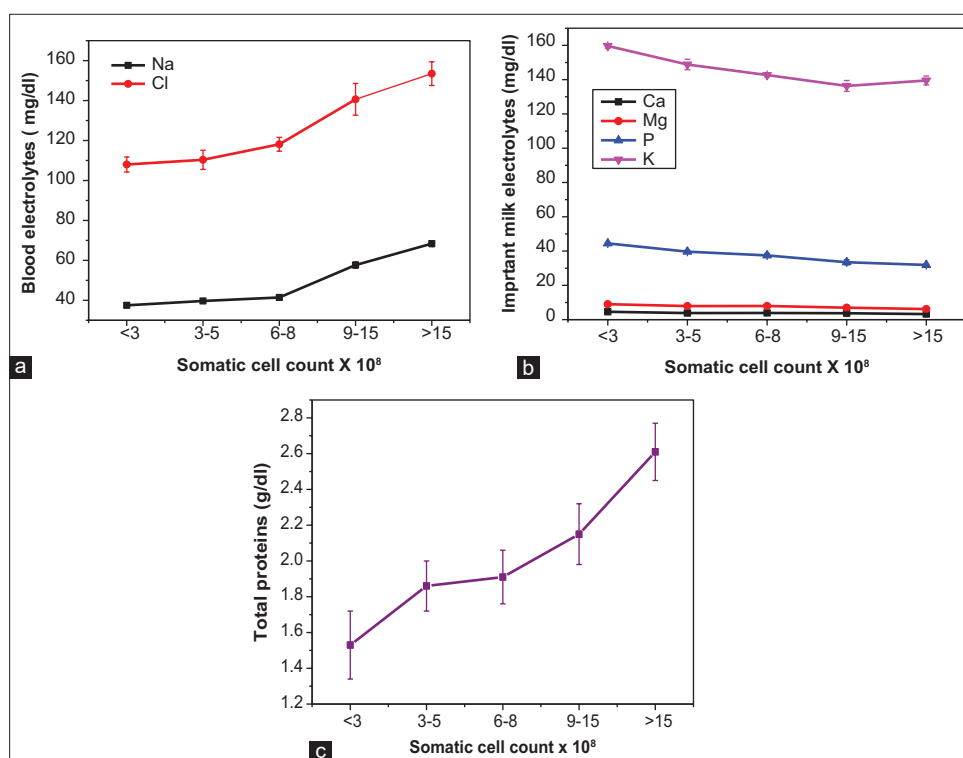 160
140
120
100
80
60
40
Blood electrolytes ( mg/dl)
Na
Cl
<3 3-5 6-8 9-15 >15
Somatic cell count X 10⁸
a
160
140
120
100
80
60
40
20
0
Imprtant milk electrolytes (mg/dl)
Ca
Mg
P
K
<3 3-5 6-8 9-15 >15
Somatic cell count X 10⁸
b
2.8
2.6
2.4
2.2
2.0
1.8
1.6
1.4
1.2
Total proteins (g/dl)
<3 3-5 6-8 9-15 >15
Somatic cell count x 10⁸
c